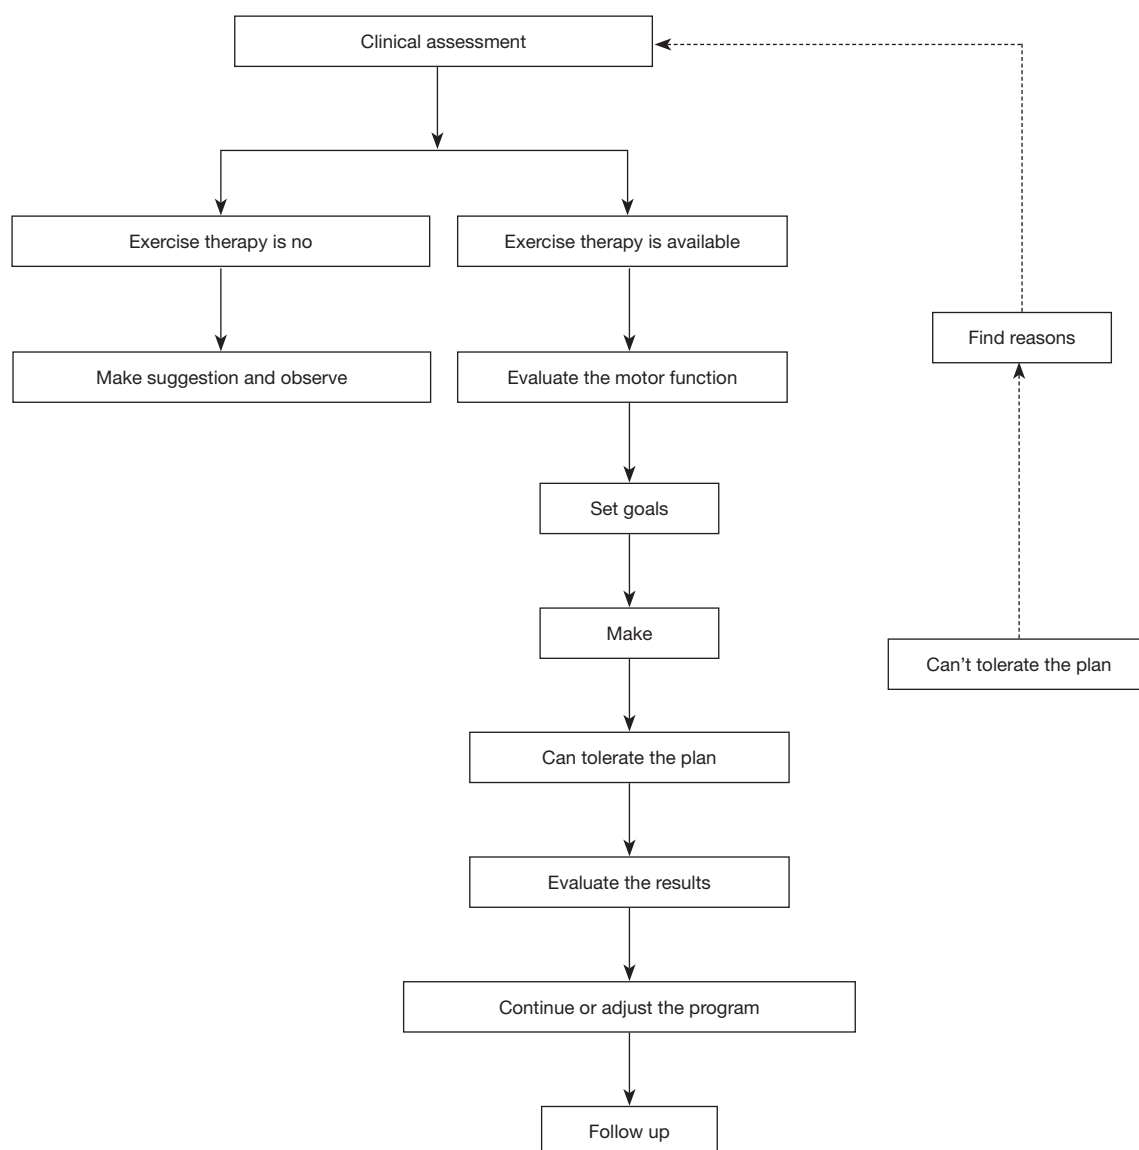 Clinical assessment
Exercise therapy is no
Exercise therapy is available
Find reasons
Make suggestion and observe
Evaluate the motor function
Set goals
Make
Can't tolerate the plan
Can tolerate the plan
Evaluate the results
Continue or adjust the program
Follow up